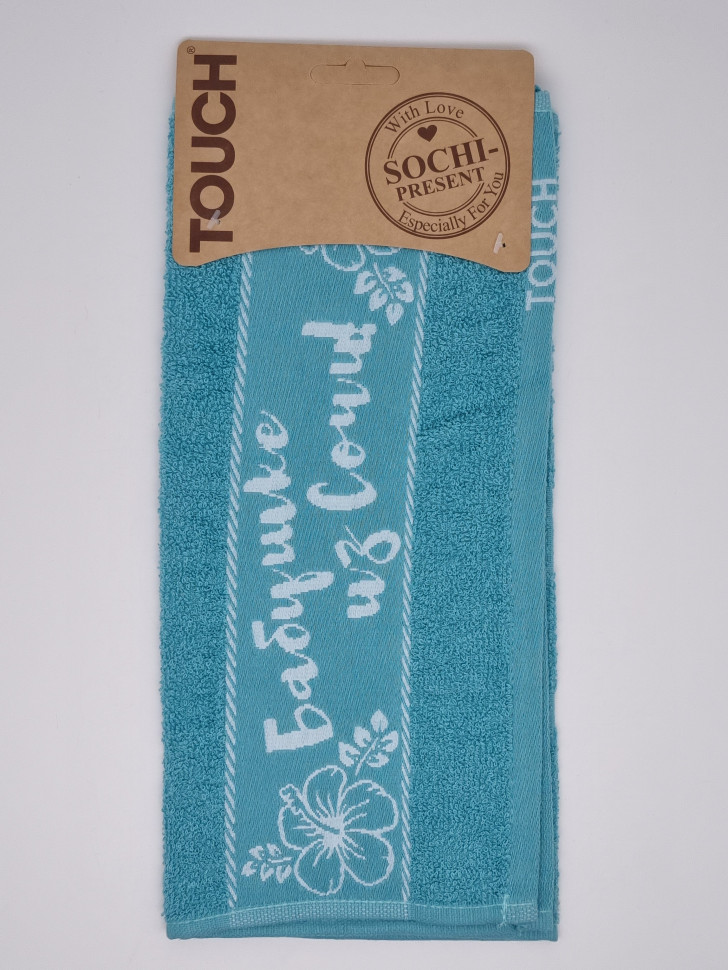 TOUCH®
With Love
SOCHI-
PRESENT
Especially For You
TOUCH
Бабушке
из Сочи